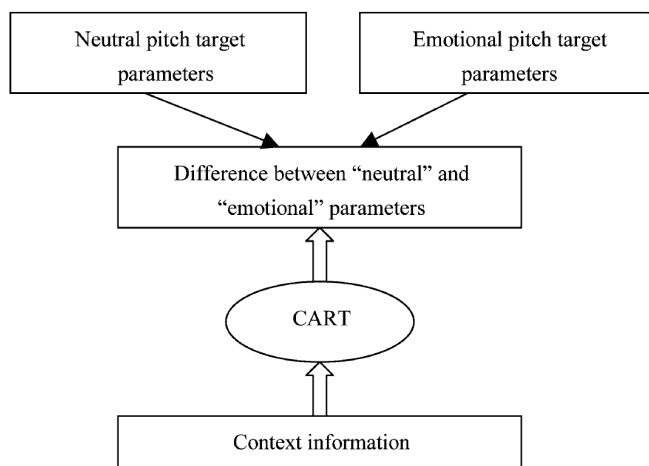 Neutral pitch target
parameters
Emotional pitch target
parameters
Difference between “neutral” and
“emotional” parameters
CART
Context information